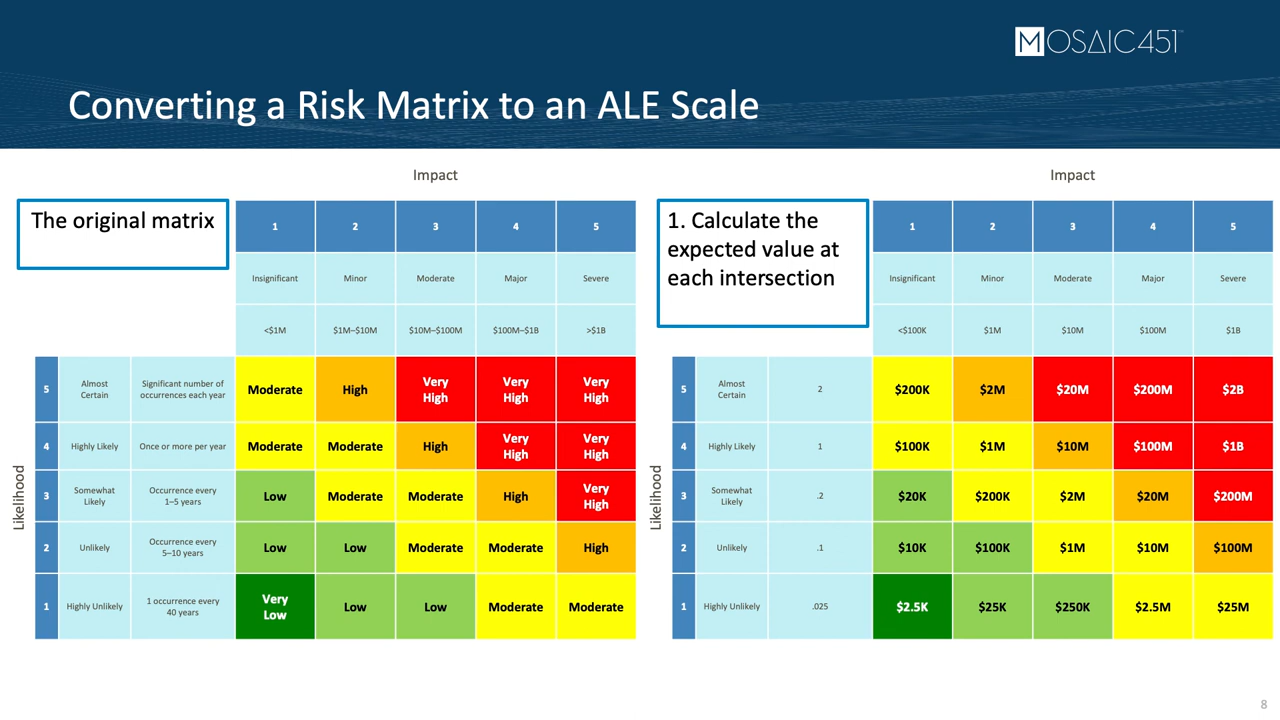 MOSAIC451
Converting a Risk Matrix to an ALE Scale
Impact
The original matrix
1 2 3 4 5
Insignificant Minor Moderate Major Severe
<$1M $1M–$10M $10M–$100M $100M–$1B >$1B
Likelihood
5 Almost Certain Significant number of occurrences each year Moderate High Very High Very High Very High
4 Highly Likely Once or more per year Moderate Moderate High Very High Very High
3 Somewhat Likely Occurrence every 1–5 years Low Moderate Moderate High Very High
2 Unlikely Occurrence every 5–10 years Low Low Moderate Moderate High
1 Highly Unlikely 1 occurrence every 40 years Very Low Low Low Moderate Moderate
Impact
1. Calculate the
expected value at
each intersection
1 2 3 4 5
Insignificant Minor Moderate Major Severe
<$100K $1M $10M $100M $1B
Likelihood
5 Almost Certain 2 $200K $2M $20M $200M $2B
4 Highly Likely 1 $100K $1M $10M $100M $1B
3 Somewhat Likely .2 $20K $200K $2M $20M $200M
2 Unlikely .1 $10K $100K $1M $10M $100M
1 Highly Unlikely .025 $2.5K $25K $250K $2.5M $25M
8